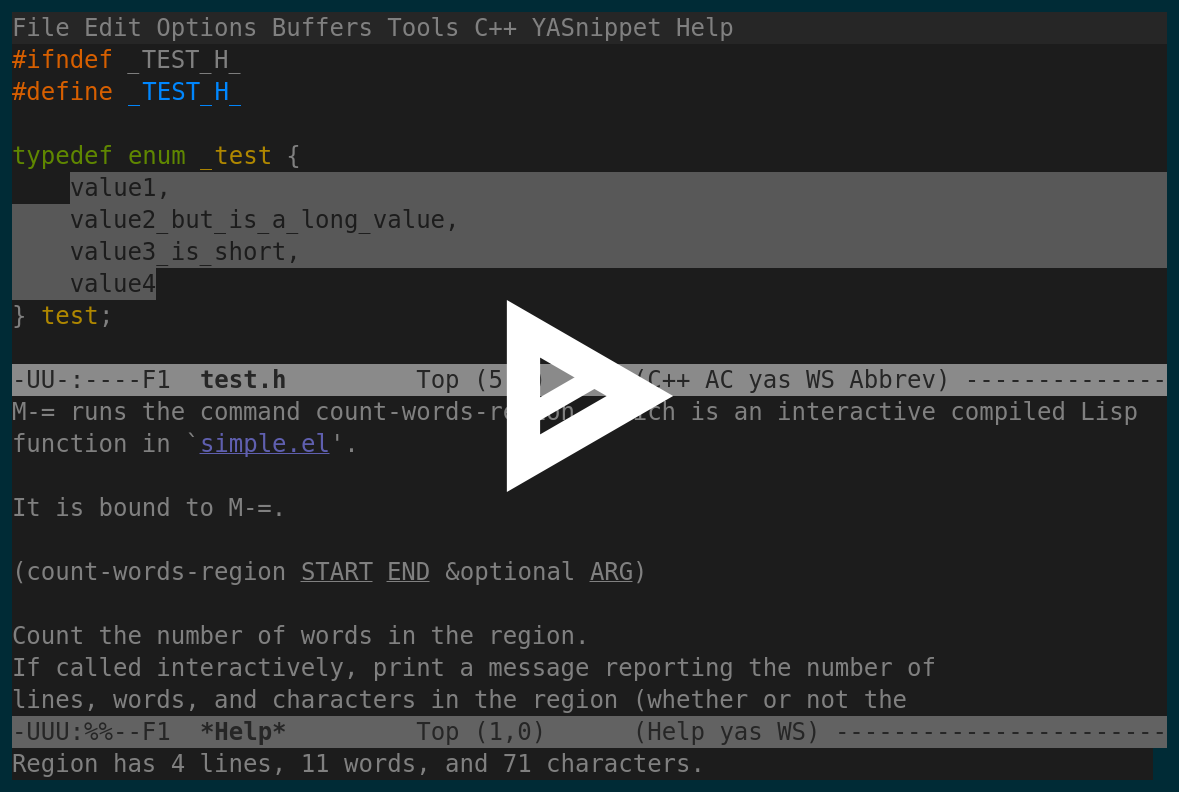 File Edit Options Buffers Tools C++ YASnippet Help
#ifndef _TEST_H_
#define _TEST_H_
typedef enum _test {
    value1,
    value2_but_is_a_long_value,
    value3_is_short,
    value4
} test;
-UU-:----F1  test.h         Top (5      (C++ AC yas WS Abbrev) --------------
M-= runs the command count-words-region, which is an interactive compiled Lisp
function in `simple.el'.
It is bound to M-=.
(count-words-region START END &optional ARG)
Count the number of words in the region.
If called interactively, print a message reporting the number of
lines, words, and characters in the region (whether or not the
-UUU:%%--F1  *Help*         Top (1,0)      (Help yas WS) -----------------------
Region has 4 lines, 11 words, and 71 characters.